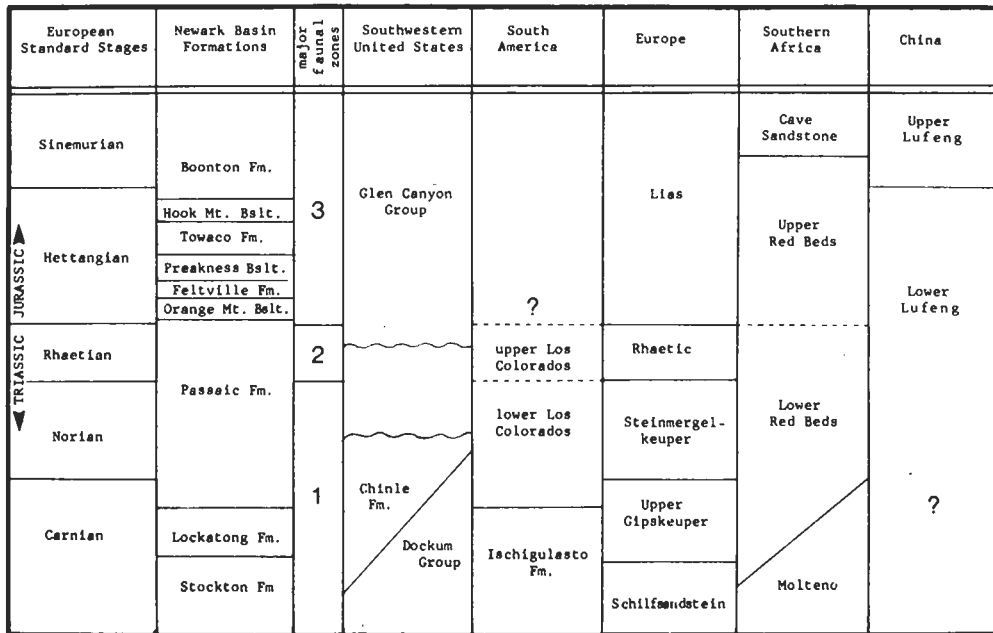 European
Standard Stages
Newark Basin
Formations
major
faunal
zones
Southwestern
United States
South
America
Europe
Southern
Africa
China
TRIASSIC
JURASSIC
Sinemurian
Hettangian
Rhaetian
Norian
Carnian
Boonton Fm.
Hook Mt. Bslt.
Towaco Fm.
Preakness Bslt.
Feltville Fm.
Orange Mt. Bslt.
Passaic Fm.
Lockatong Fm.
Stockton Fm
3
2
1
Glen Canyon
Group
Chinle
Fm.
Dockum
Group
?
upper Los
Colorados
lower Los
Colorados
Ischigulasto
Fm.
Lias
Rhaetic
Steinmergel-
keuper
Upper
Gipskeuper
Schilfsandstein
Cave
Sandstone
Upper
Red Beds
Lower
Red Beds
Molteno
Upper
Lufeng
Lower
Lufeng
?